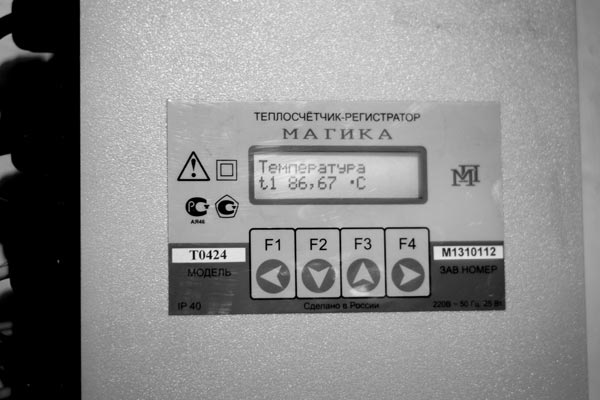 ТЕПЛОСЧЁТЧИК-РЕГИСТРАТОР
МАГИКА
Температура
t1 86,67 °C
АЯ46
F1 F2 F3 F4
T0424
МОДЕЛЬ
M1310112
ЗАВ.НОМЕР
IP 40
Сделано в России
220В ~ 50 Гц, 25 Вт